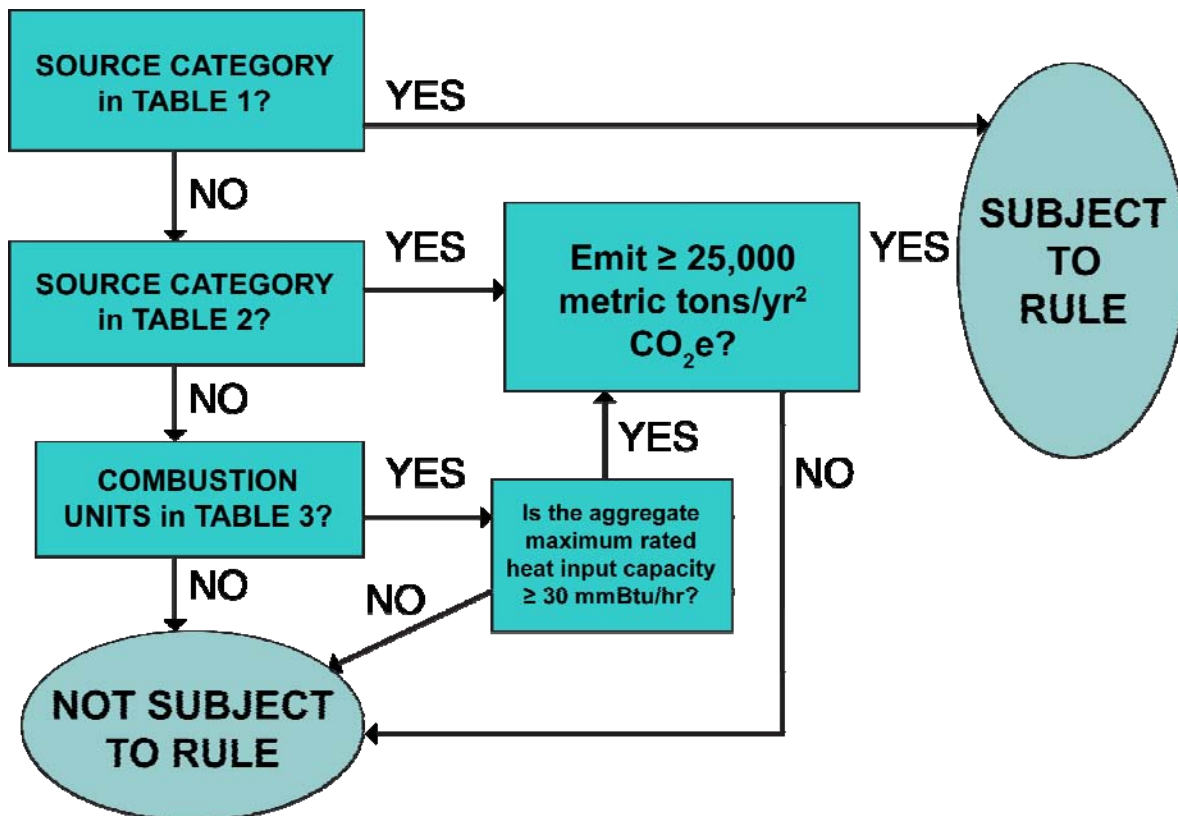 SOURCE CATEGORY
in TABLE 1?
YES
NO
SUBJECT
TO
RULE
SOURCE CATEGORY
in TABLE 2?
YES
Emit ≥ 25,000
metric tons/yr²
CO₂e?
YES
NO
COMBUSTION
UNITS in TABLE 3?
YES
YES
NO
Is the aggregate
maximum rated
heat input capacity
≥ 30 mmBtu/hr?
NO
NO
NOT SUBJECT
TO RULE